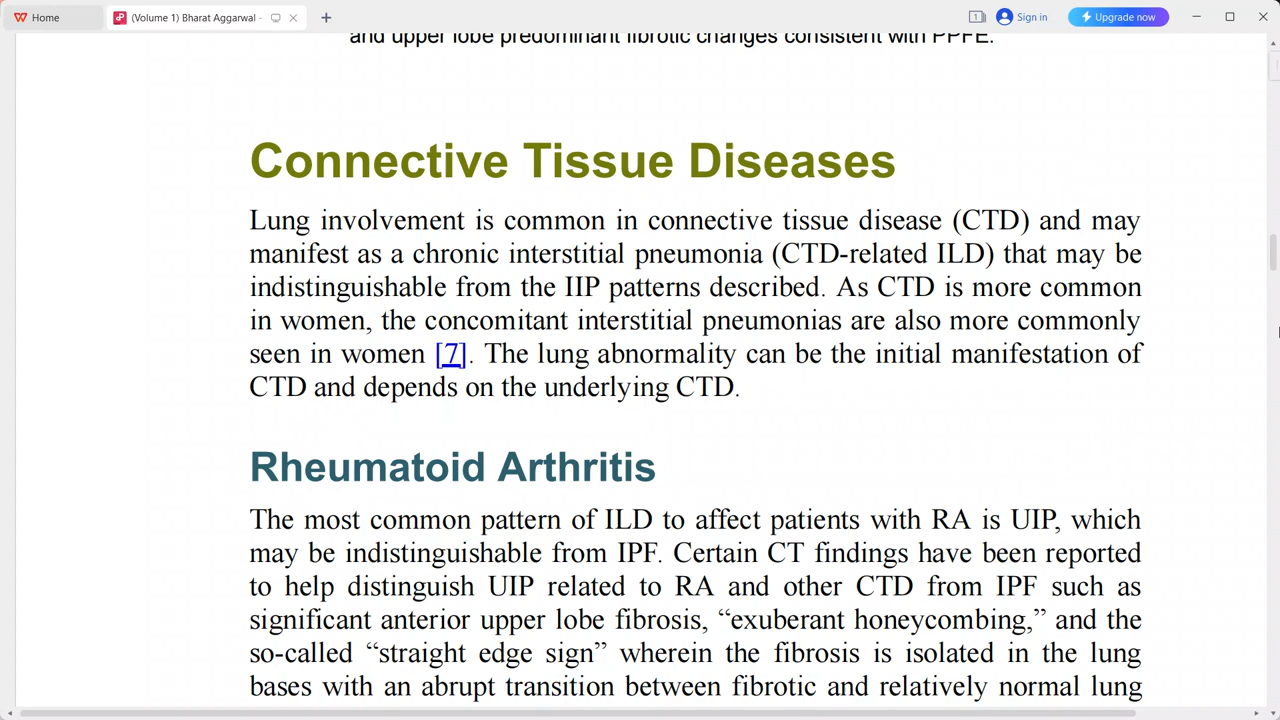 Home
(Volume 1) Bharat Aggarwal -
1
Sign in
Upgrade now
and upper lobe predominant fibrotic changes consistent with PPFE.
Connective Tissue Diseases
Lung involvement is common in connective tissue disease (CTD) and may
manifest as a chronic interstitial pneumonia (CTD-related ILD) that may be
indistinguishable from the IIP patterns described. As CTD is more common
in women, the concomitant interstitial pneumonias are also more commonly
seen in women [7]. The lung abnormality can be the initial manifestation of
CTD and depends on the underlying CTD.
Rheumatoid Arthritis
The most common pattern of ILD to affect patients with RA is UIP, which
may be indistinguishable from IPF. Certain CT findings have been reported
to help distinguish UIP related to RA and other CTD from IPF such as
significant anterior upper lobe fibrosis, “exuberant honeycombing,” and the
so-called “straight edge sign” wherein the fibrosis is isolated in the lung
bases with an abrupt transition between fibrotic and relatively normal lung